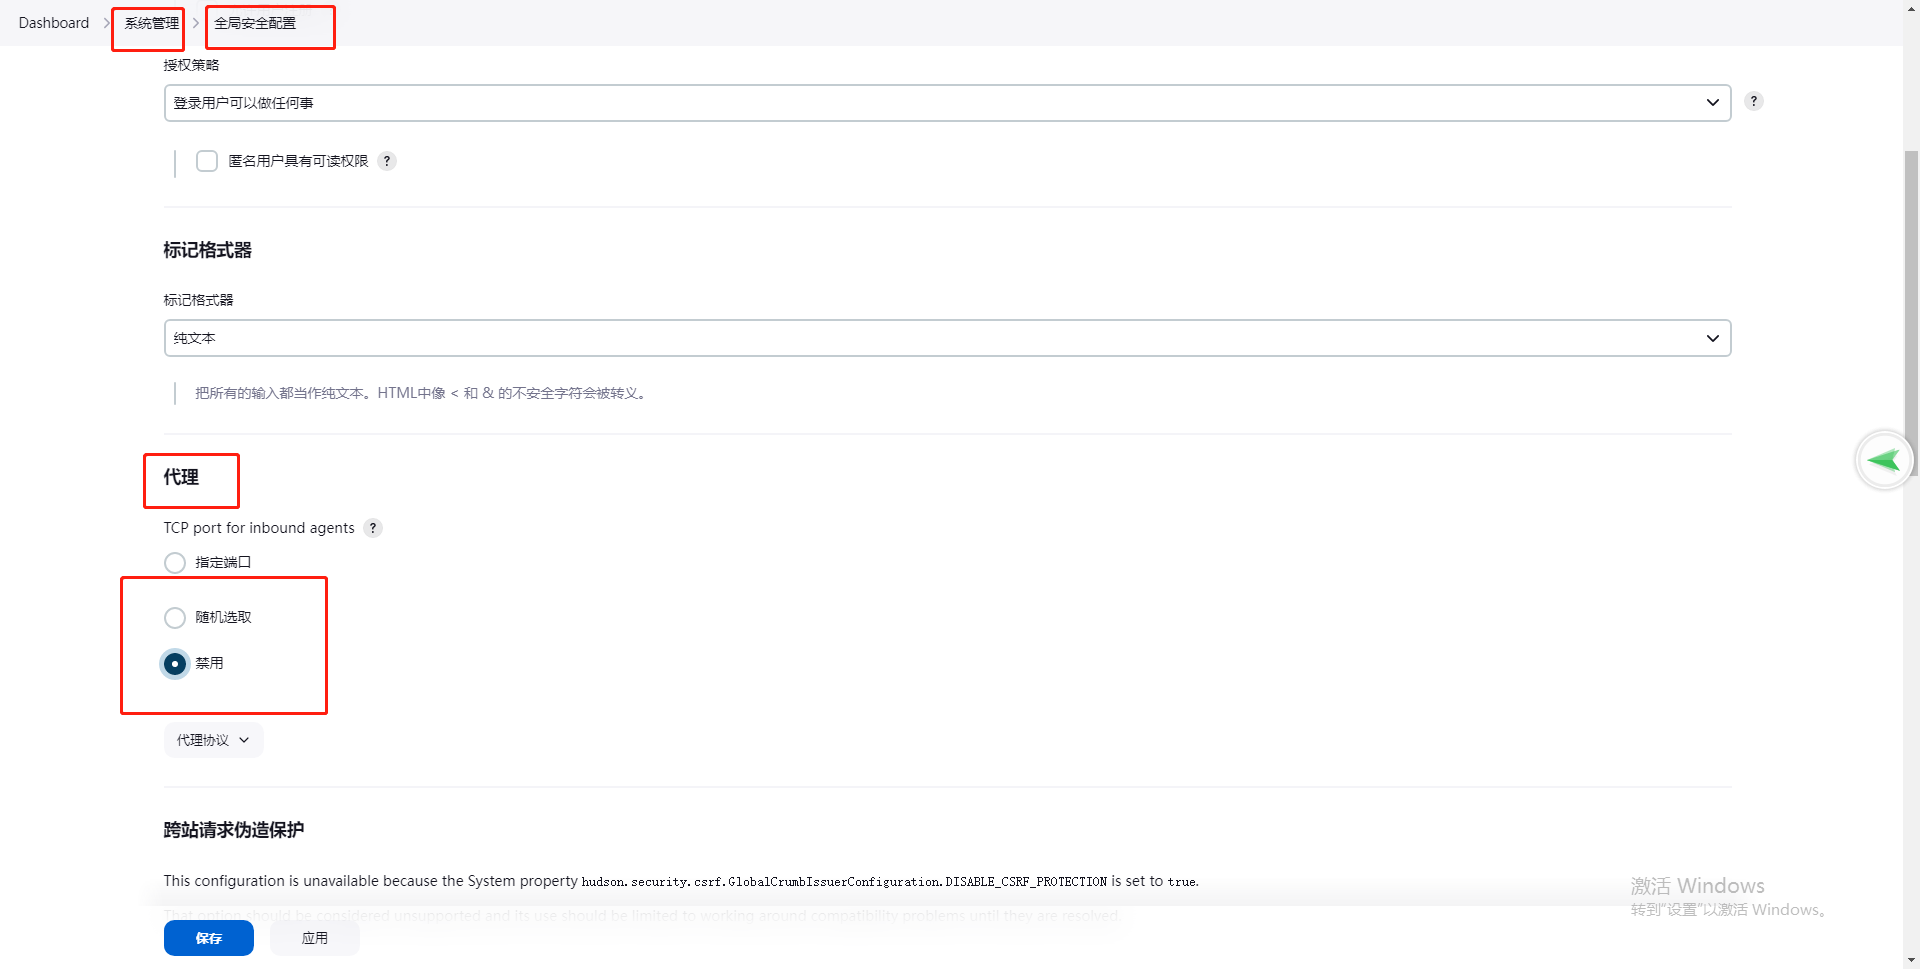 Dashboard 系统管理 全局安全配置
授权策略
登录用户可以做任何事
?
匿名用户具有可读权限 ?
标记格式器
标记格式器
纯文本
把所有的输入都当作纯文本。HTML中像 < 和 & 的不安全字符会被转义。
代理
TCP port for inbound agents ?
指定端口
随机选取
禁用
代理协议
跨站请求伪造保护
This configuration is unavailable because the System property hudson.security.csrf.GlobalCrumbIssuerConfiguration.DISABLE_CSRF_PROTECTION is set to true.
That option should be considered unsupported and its use should be limited to working around compatibility problems until they are resolved.
保存 应用
激活 Windows
转到"设置"以激活 Windows。